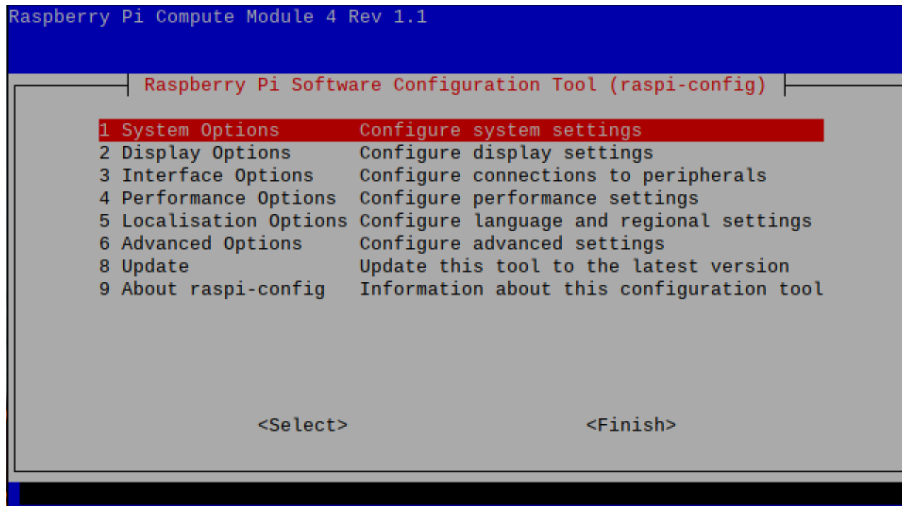 Raspberry Pi Compute Module 4 Rev 1.1
Raspberry Pi Software Configuration Tool (raspi-config)
1 System Options Configure system settings
2 Display Options Configure display settings
3 Interface Options Configure connections to peripherals
4 Performance Options Configure performance settings
5 Localisation Options Configure language and regional settings
6 Advanced Options Configure advanced settings
8 Update Update this tool to the latest version
9 About raspi-config Information about this configuration tool
<Select> <Finish>